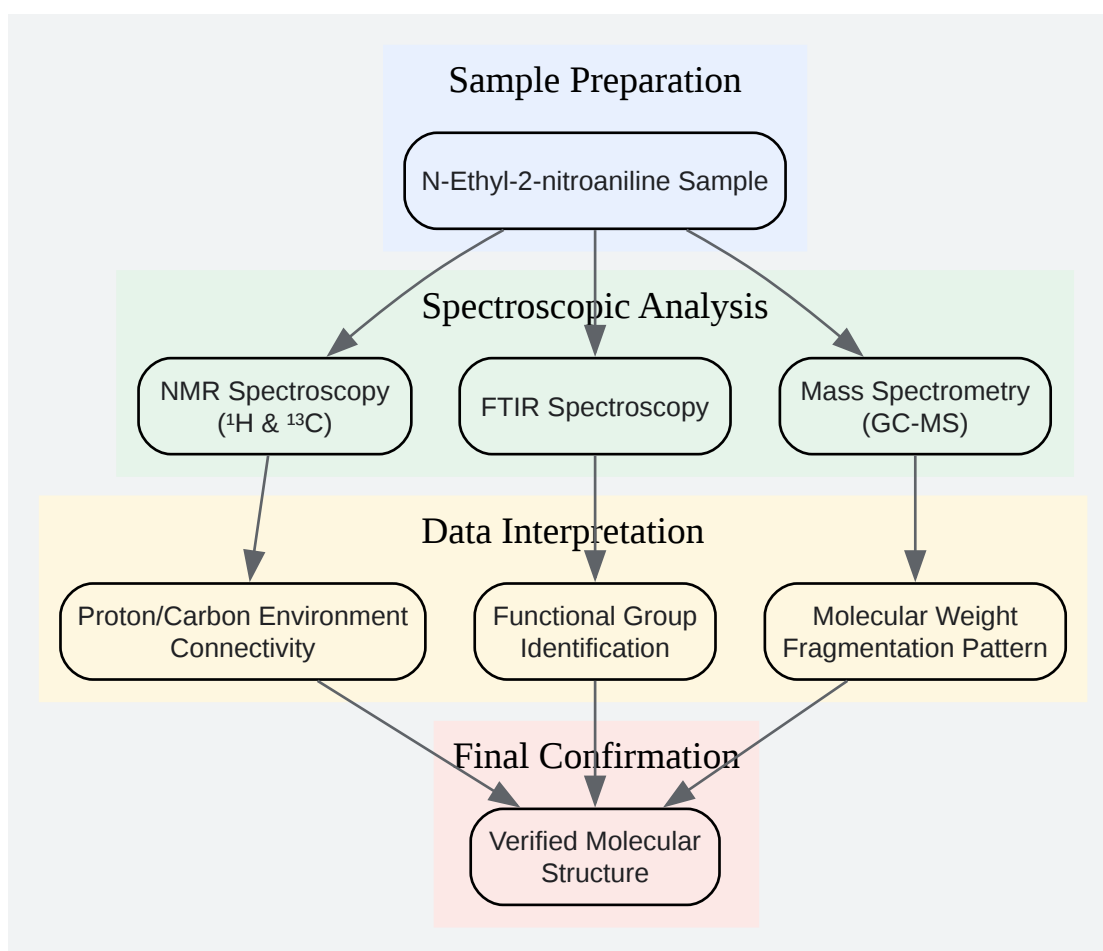 Sample Preparation
N-Ethyl-2-nitroaniline Sample
Spectroscopic Analysis
NMR Spectroscopy
(¹H & ¹³C)
FTIR Spectroscopy
Mass Spectrometry
(GC-MS)
Data Interpretation
Proton/Carbon Environment
Connectivity
Functional Group
Identification
Molecular Weight
Fragmentation Pattern
Final Confirmation
Verified Molecular
Structure